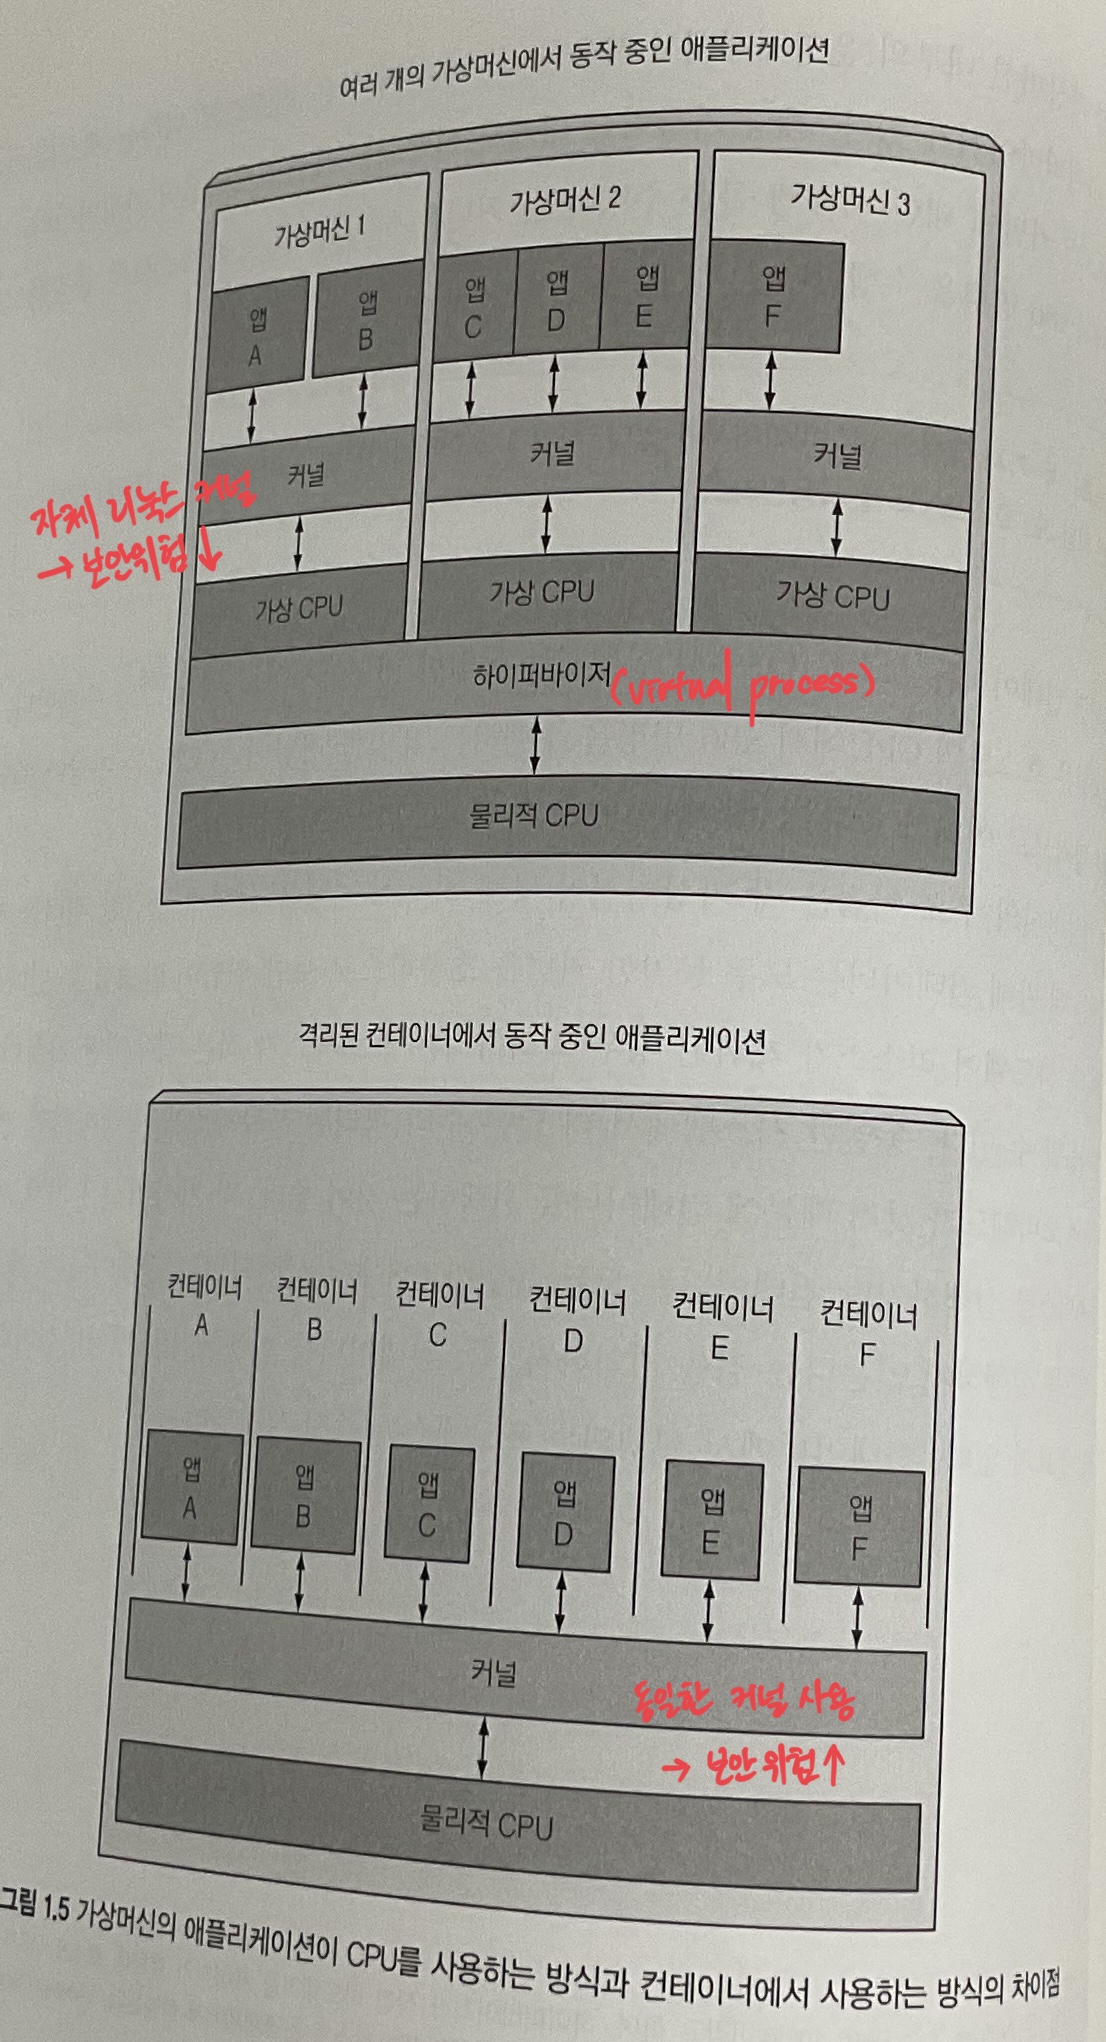 여러 개의 가상머신에서 동작 중인 애플리케이션
가상머신 1
가상머신 2
가상머신 3
앱
A
앱
B
앱
C
앱
D
앱
E
앱
F
커널
커널
커널
자체 리눅스 커널
→ 보안위험↓
가상 CPU
가상 CPU
가상 CPU
하이퍼바이저(virtual process)
물리적 CPU
격리된 컨테이너에서 동작 중인 애플리케이션
컨테이너
A
컨테이너
B
컨테이너
C
컨테이너
D
컨테이너
E
컨테이너
F
앱
A
앱
B
앱
C
앱
D
앱
E
앱
F
커널
동일한 커널 사용
→ 보안 위험↑
물리적 CPU
그림 1.5 가상머신의 애플리케이션이 CPU를 사용하는 방식과 컨테이너에서 사용하는 방식의 차이점